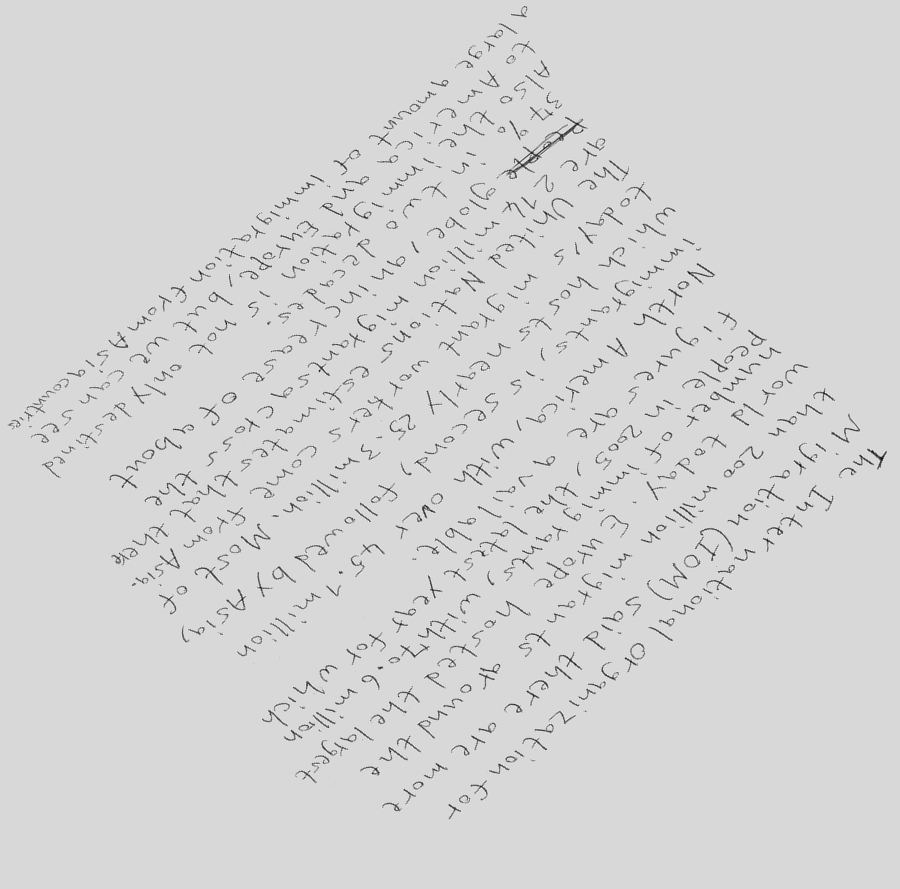 The International Organization for
Migration (IOM) said there are more
than 200 million migrants around the
world today. Europe hosted the largest
number of immigrants, with 70.6 million
people in 2005, the latest year for which
figures are available.
North America, with over 45.1 million
immigrants, is second, followed by Asia,
which hosts nearly 25.3 million. Most of
today's migrant workers come from Asia.
The United Nations estimates that there
are 214 million migrants across the
globe, an increase of about
34% in two decades.
Also the immigration is not only destined
to America and Europe, but we can see
a large amount of immigration from Asia countrie